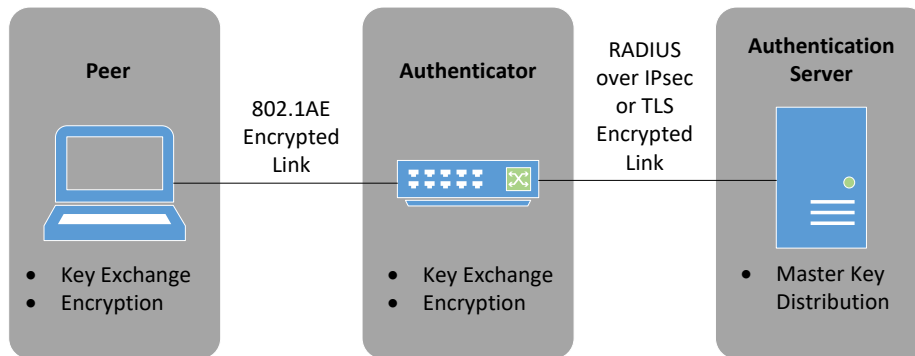 Peer
802.1AE
Encrypted
Link
• Key Exchange
• Encryption
Authenticator
• Key Exchange
• Encryption
RADIUS
over IPsec
or TLS
Encrypted
Link
Authentication
Server
• Master Key
Distribution